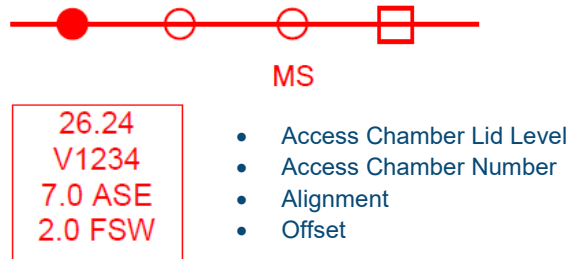 MS
26.24
V1234
7.0 ASE
2.0 FSW
• Access Chamber Lid Level
• Access Chamber Number
• Alignment
• Offset